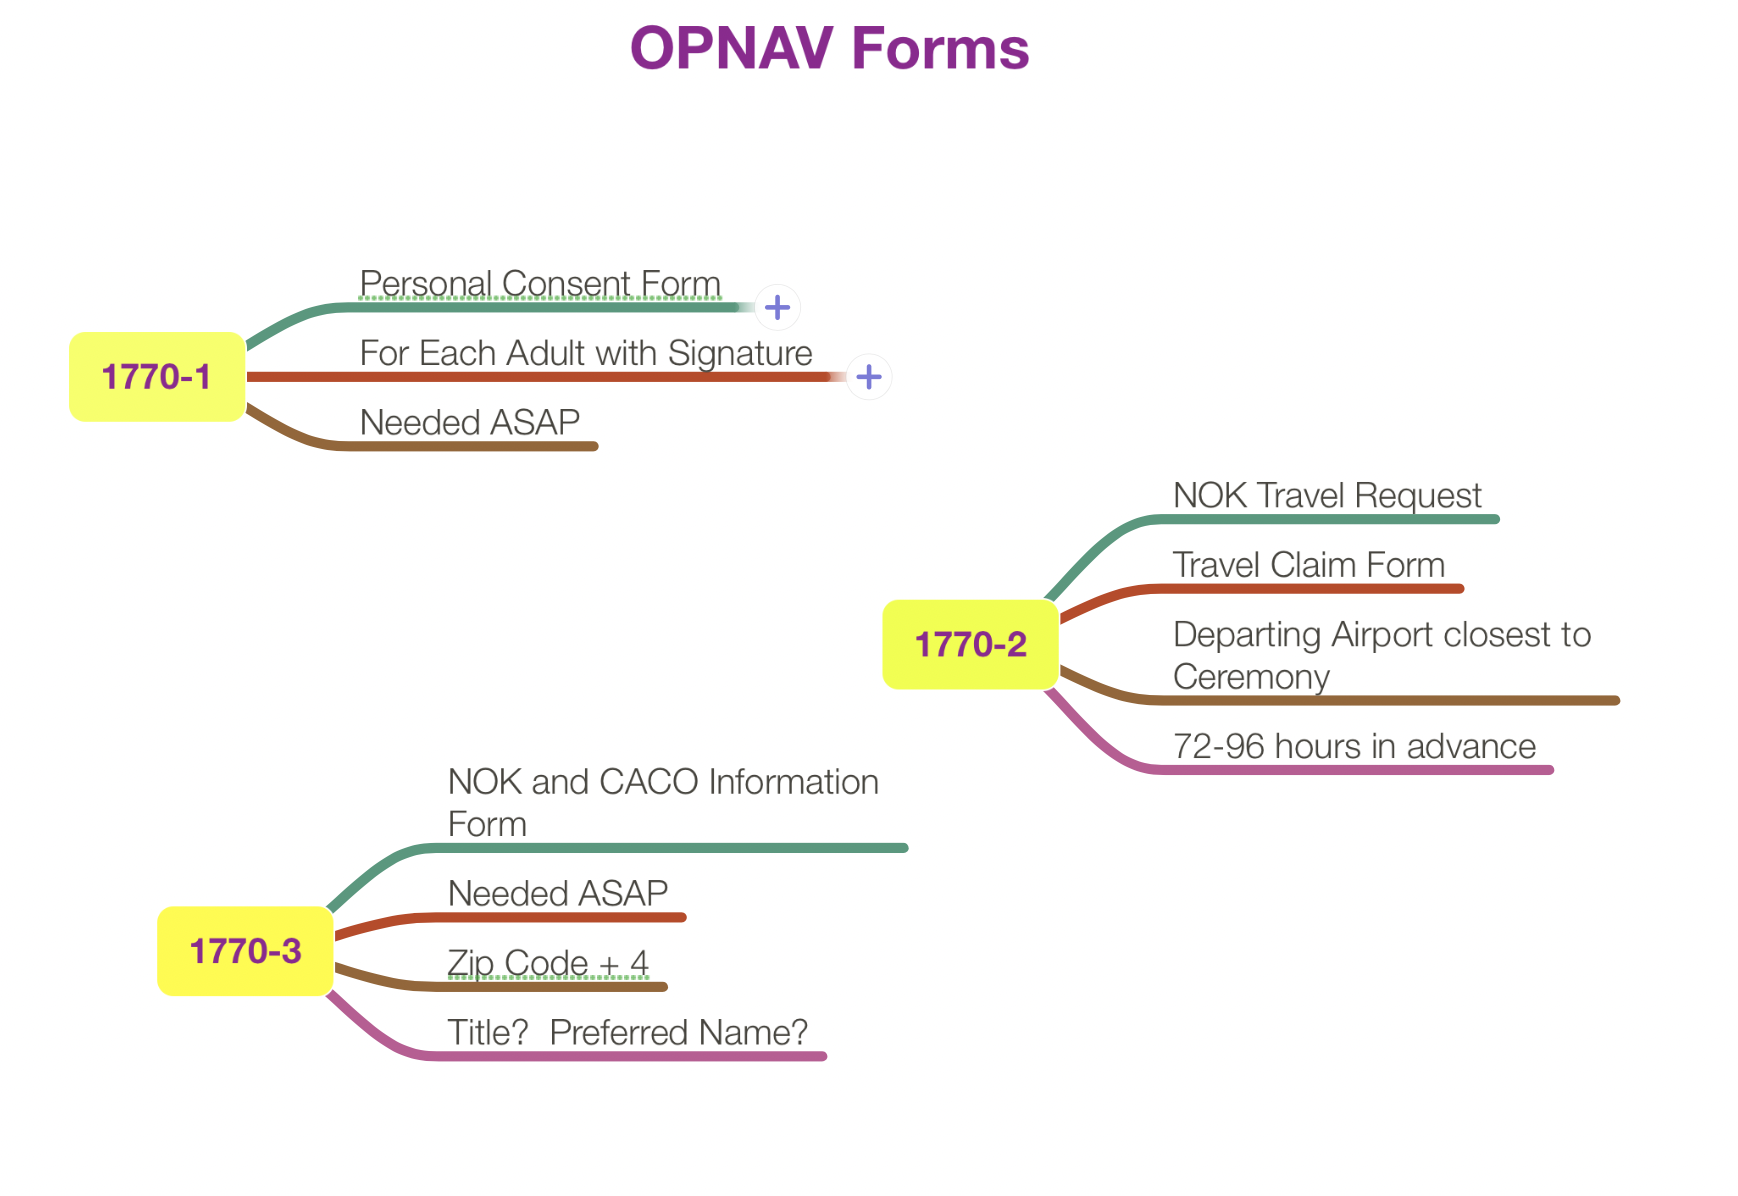 OPNAV Forms
1770-1
Personal Consent Form
For Each Adult with Signature
Needed ASAP
1770-2
NOK Travel Request
Travel Claim Form
Departing Airport closest to
Ceremony
72-96 hours in advance
1770-3
NOK and CACO Information
Form
Needed ASAP
Zip Code + 4
Title?  Preferred Name?